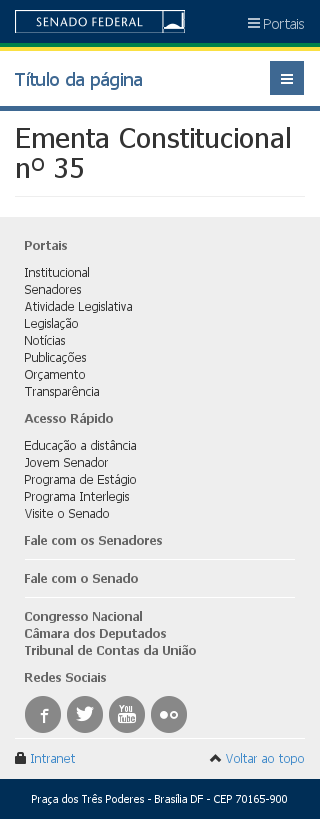 SENADO FEDERAL
Portais
Título da página
Ementa Constitucional
nº 35
Portais
Institucional
Senadores
Atividade Legislativa
Legislação
Notícias
Publicações
Orçamento
Transparência
Acesso Rápido
Educação a distância
Jovem Senador
Programa de Estágio
Programa Interlegis
Visite o Senado
Fale com os Senadores
Fale com o Senado
Congresso Nacional
Câmara dos Deputados
Tribunal de Contas da União
Redes Sociais
You
Tube
Intranet
Voltar ao topo
Praça dos Três Poderes - Brasília DF - CEP 70165-900